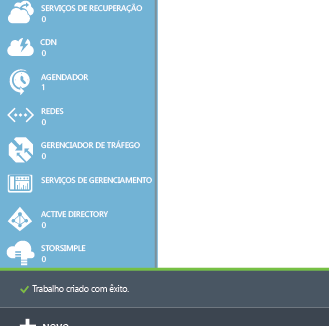 SERVIÇOS DE RECUPERAÇÃO
0
CDN
0
AGENDADOR
1
REDES
0
GERENCIADOR DE TRÁFEGO
0
SERVIÇOS DE GERENCIAMENTO
ACTIVE DIRECTORY
0
STORSIMPLE
0
Trabalho criado com êxito.
NOVO